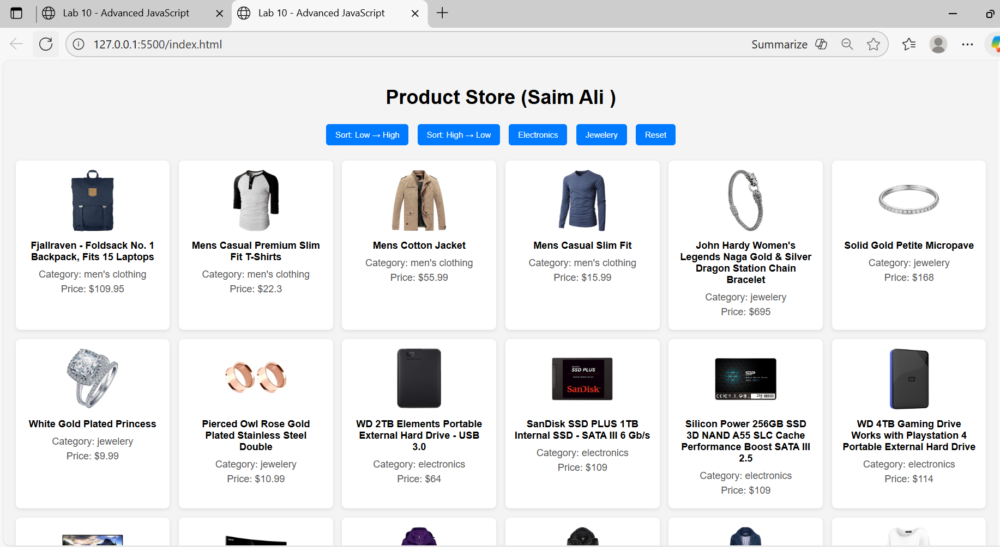 Lab 10 - Advanced JavaScript
Lab 10 - Advanced JavaScript
127.0.0.1:5500/index.html
Summarize
Product Store (Saim Ali )
Sort: Low → High
Sort: High → Low
Electronics
Jewelery
Reset
Fjallraven - Foldsack No. 1
Backpack, Fits 15 Laptops
Category: men's clothing
Price: $109.95
Mens Casual Premium Slim
Fit T-Shirts
Category: men's clothing
Price: $22.3
Mens Cotton Jacket
Category: men's clothing
Price: $55.99
Mens Casual Slim Fit
Category: men's clothing
Price: $15.99
John Hardy Women's
Legends Naga Gold & Silver
Dragon Station Chain
Bracelet
Category: jewelery
Price: $695
Solid Gold Petite Micropave
Category: jewelery
Price: $168
White Gold Plated Princess
Category: jewelery
Price: $9.99
Pierced Owl Rose Gold
Plated Stainless Steel
Double
Category: jewelery
Price: $10.99
WD 2TB Elements Portable
External Hard Drive - USB
3.0
Category: electronics
Price: $64
SanDisk
SSD PLUS
Solid State Drive
SanDisk
SanDisk SSD PLUS 1TB
Internal SSD - SATA III 6 Gb/s
Category: electronics
Price: $109
SP
256
Silicon Power 256GB SSD
3D NAND A55 SLC Cache
Performance Boost SATA III
2.5
Category: electronics
Price: $109
WD 4TB Gaming Drive
Works with Playstation 4
Portable External Hard Drive
Category: electronics
Price: $114